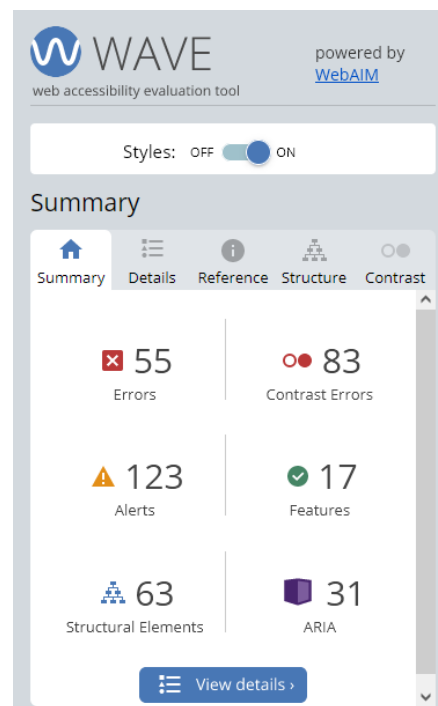 WAVE
web accessibility evaluation tool
powered by
WebAIM
Styles: OFF ON
Summary
Summary Details Reference Structure Contrast
55
Errors
83
Contrast Errors
123
Alerts
17
Features
63
Structural Elements
31
ARIA
View details ›